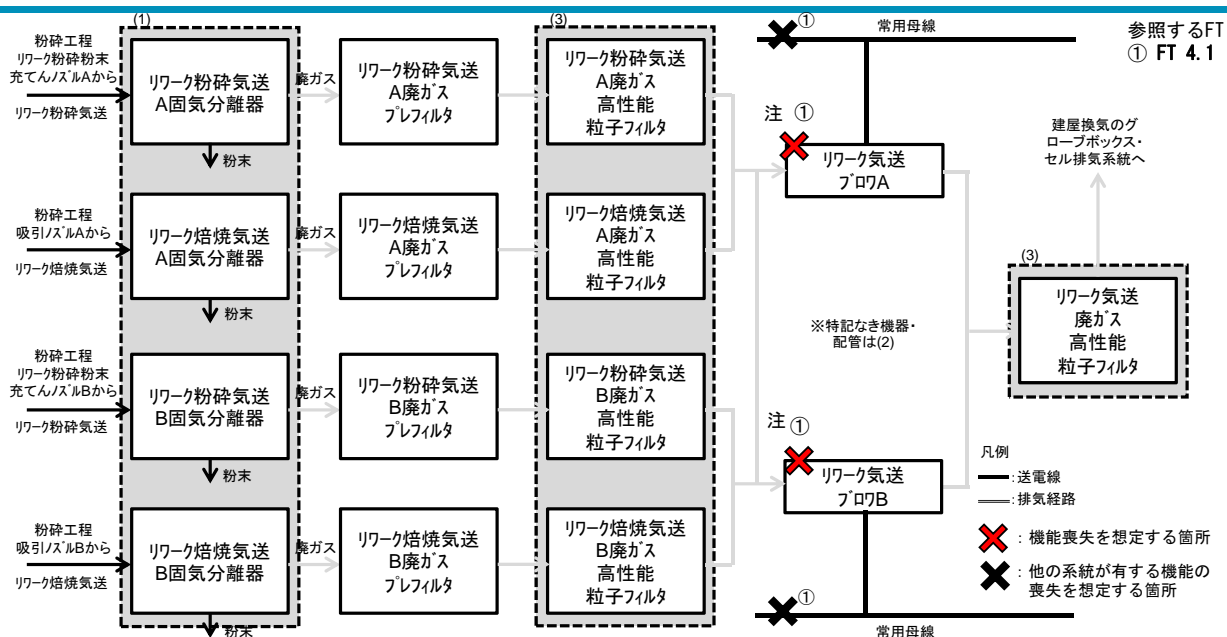 (1)
(3)
①
常用母線
参照するFT
① FT 4.1
粉砕工程
リワーク粉砕粉末
充てんノズルAから
リワーク粉砕気送
リワーク粉砕気送
A固気分離器
粉末
廃ガス
リワーク粉砕気送
A廃ガス
プレフィルタ
リワーク粉砕気送
A廃ガス
高性能
粒子フィルタ
注 ①
リワーク気送
ブロワA
建屋換気のグ
ローブボックス・
セル排気系統へ
粉砕工程
吸引ノズルAから
リワーク焙焼気送
リワーク焙焼気送
A固気分離器
粉末
廃ガス
リワーク焙焼気送
A廃ガス
プレフィルタ
リワーク焙焼気送
A廃ガス
高性能
粒子フィルタ
※特記なき機器・
配管は(2)
(3)
リワーク気送
廃ガス
高性能
粒子フィルタ
粉砕工程
リワーク粉砕粉末
充てんノズルBから
リワーク粉砕気送
リワーク粉砕気送
B固気分離器
粉末
廃ガス
リワーク粉砕気送
B廃ガス
プレフィルタ
リワーク粉砕気送
B廃ガス
高性能
粒子フィルタ
注 ①
リワーク気送
ブロワB
粉砕工程
吸引ノズルBから
リワーク焙焼気送
リワーク焙焼気送
B固気分離器
粉末
廃ガス
リワーク焙焼気送
B廃ガス
プレフィルタ
リワーク焙焼気送
B廃ガス
高性能
粒子フィルタ
①
常用母線
凡例
:送電線
:排気経路
:機能喪失を想定する箇所
:他の系統が有する機能の
喪失を想定する箇所